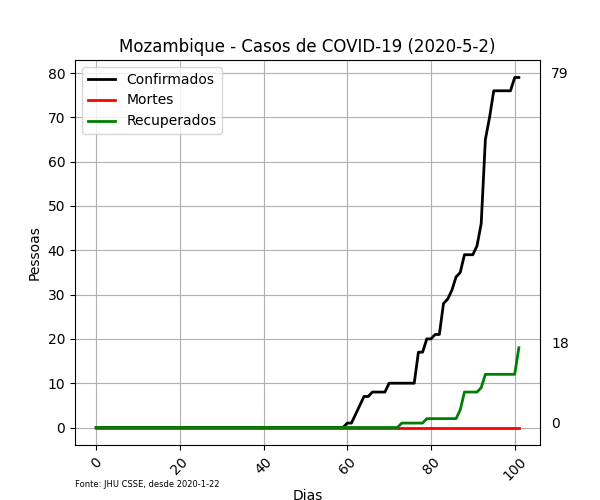 Mozambique - Casos de COVID-19 (2020-5-2)
Confirmados
Mortes
Recuperados
Pessoas
80
70
60
50
40
30
20
10
0
79
18
0
0
20
40
60
80
100
Fonte: JHU CSSE, desde 2020-1-22
Dias